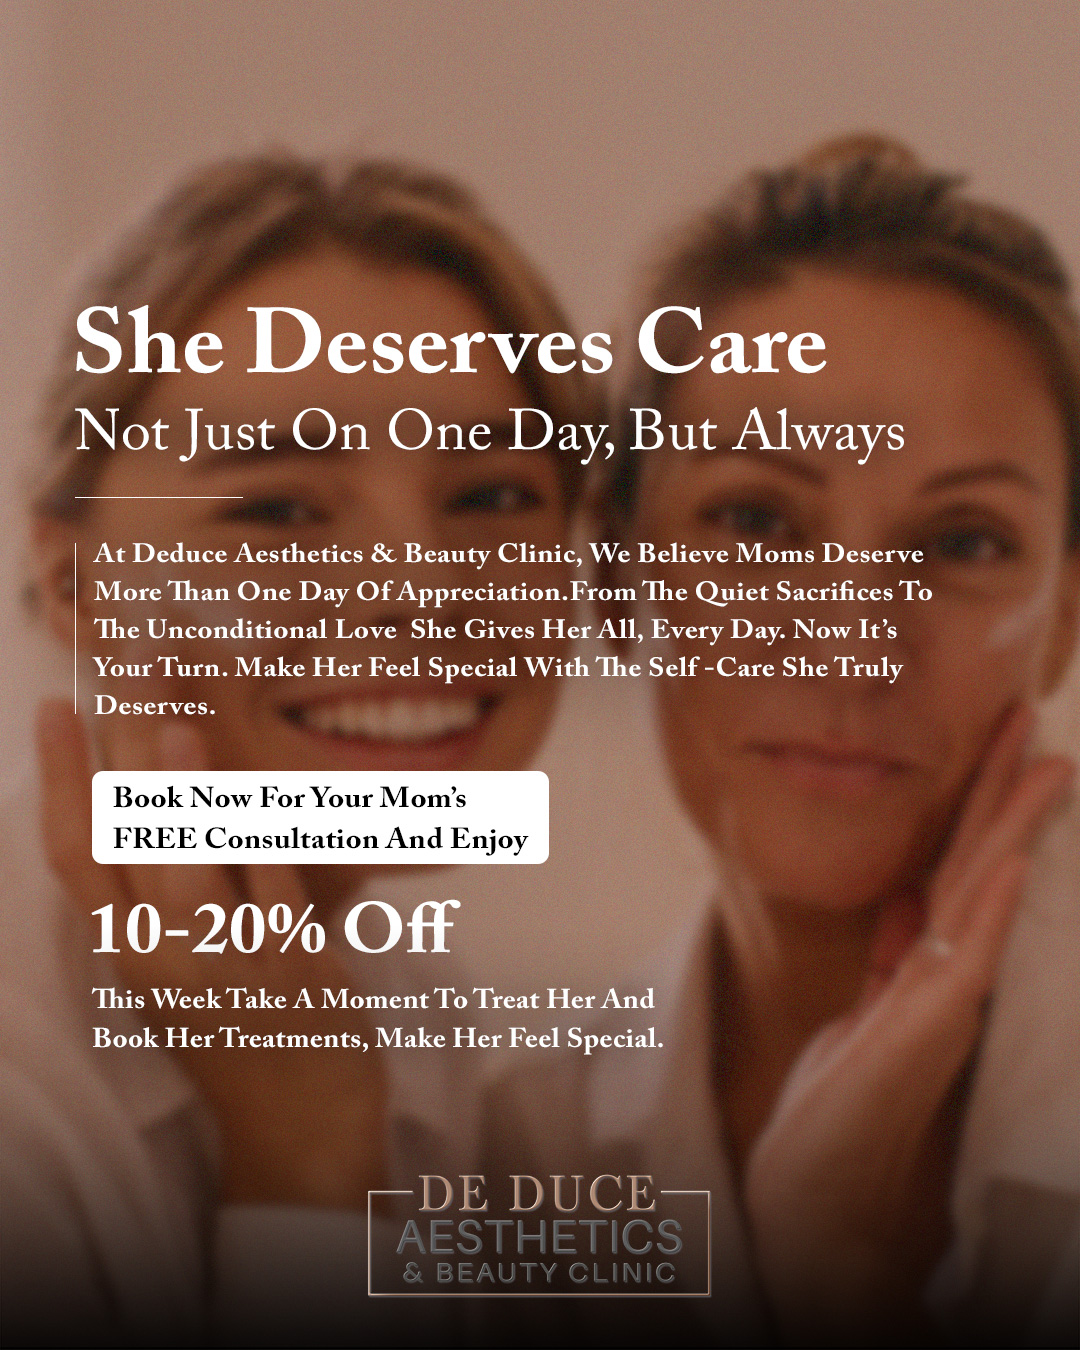 She Deserves Care
Not Just On One Day, But Always
At Deduce Aesthetics & Beauty Clinic, We Believe Moms Deserve
More Than One Day Of Appreciation.From The Quiet Sacrifices To
The Unconditional Love  She Gives Her All, Every Day. Now It’s
Your Turn. Make Her Feel Special With The Self -Care She Truly
Deserves.
Book Now For Your Mom’s
FREE Consultation And Enjoy
10-20% Off
This Week Take A Moment To Treat Her And
Book Her Treatments, Make Her Feel Special.
DE DUCE
AESTHETICS
& BEAUTY CLINIC